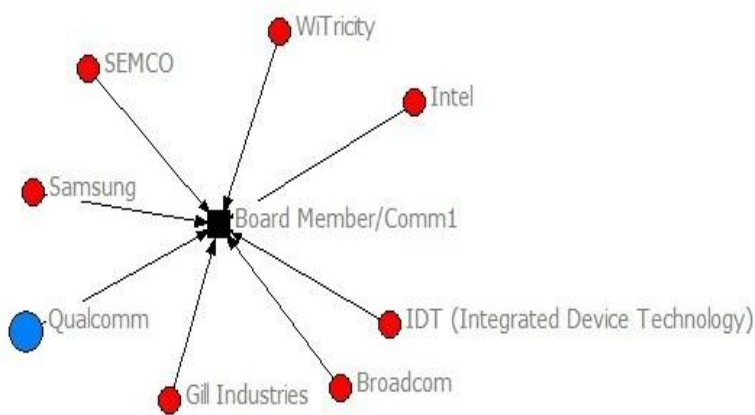 WiTricity
SEMCO
Intel
Samsung
Board Member/Comm1
Qualcomm
IDT (Integrated Device Technology)
Broadcom
Gill Industries